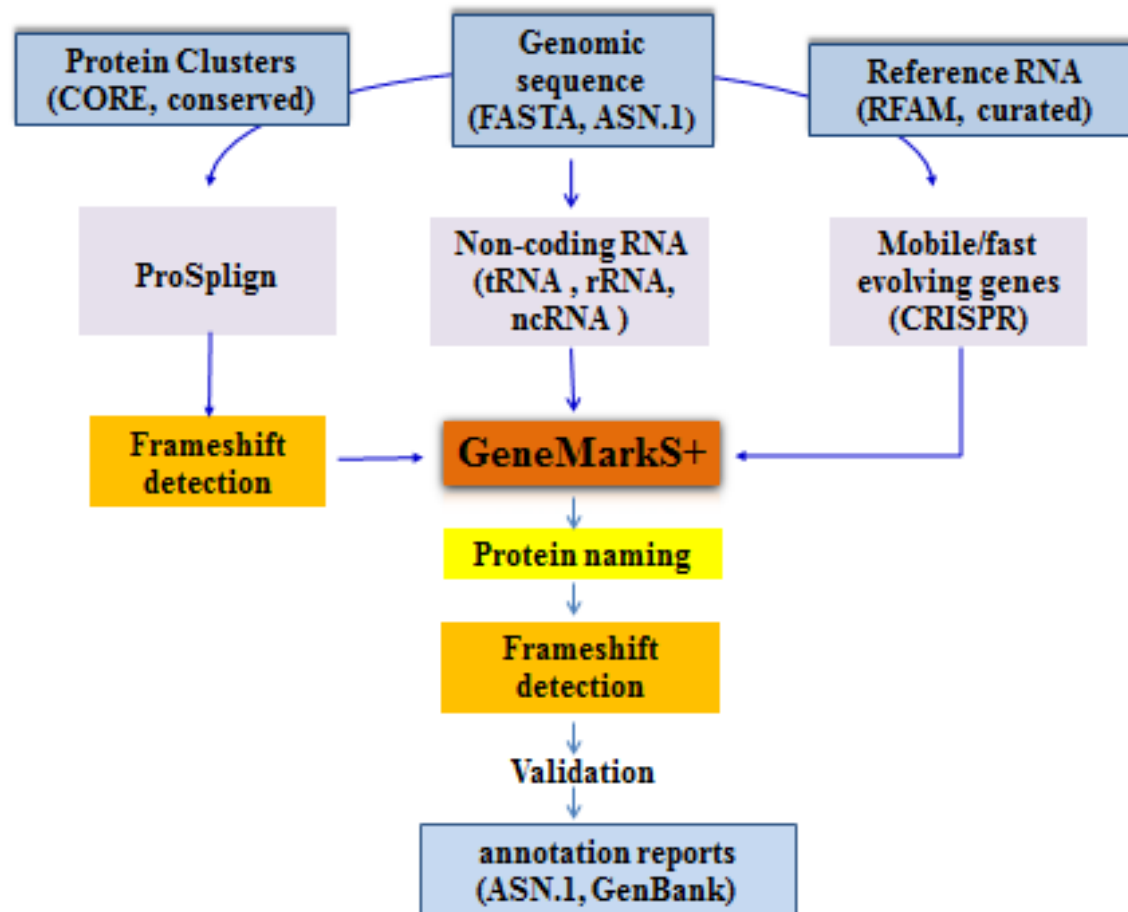 Protein Clusters
(CORE, conserved)
Genomic
sequence
(FASTA, ASN.1)
Reference RNA
(RFAM, curated)
ProSplign
Non-coding RNA
(tRNA , rRNA,
ncRNA )
Mobile/fast
evolving genes
(CRISPR)
Frameshift
detection
GeneMarkS+
Protein naming
Frameshift
detection
Validation
annotation reports
(ASN.1, GenBank)